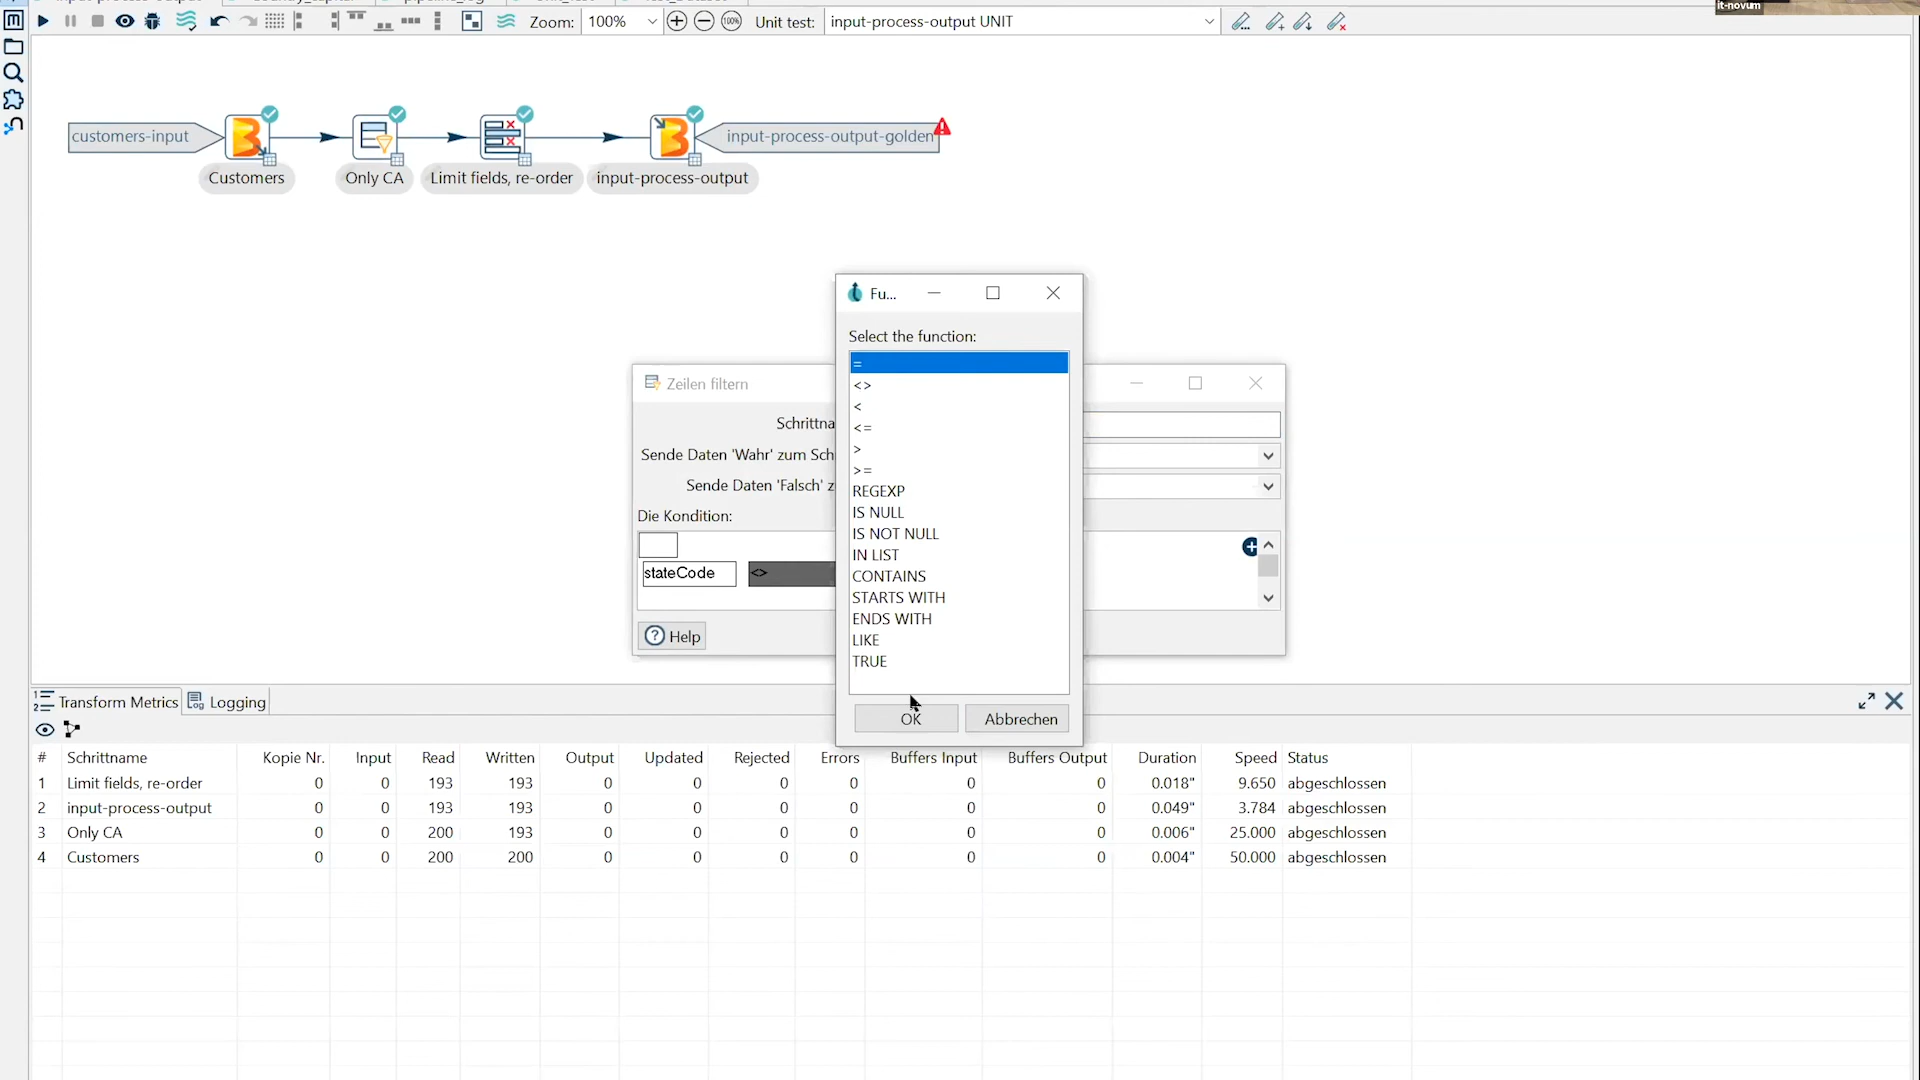 it-novum
Zoom:
100%
100%
Unit test:
input-process-output UNIT
customers-input
input-process-output-golden
Customers
Only CA
Limit fields, re-order
input-process-output
Fu...
Select the function:
=
<>
<
<=
>
>=
REGEXP
IS NULL
IS NOT NULL
IN LIST
CONTAINS
STARTS WITH
ENDS WITH
LIKE
TRUE
OK
Abbrechen
Zeilen filtern
Schrittna
Sende Daten 'Wahr' zum Sch
Sende Daten 'Falsch' z
Die Kondition:
stateCode <>
Help
Transform Metrics
Logging
# Schrittname Kopie Nr. Input Read Written Output Updated Rejected Errors Buffers Input Buffers Output Duration Speed Status
1 Limit fields, re-order 0 0 193 193 0 0 0 0 0 0 0.018" 9.650 abgeschlossen
2 input-process-output 0 0 193 193 0 0 0 0 0 0 0.049" 3.784 abgeschlossen
3 Only CA 0 0 200 193 0 0 0 0 0 0 0.006" 25.000 abgeschlossen
4 Customers 0 0 200 200 0 0 0 0 0 0 0.004" 50.000 abgeschlossen